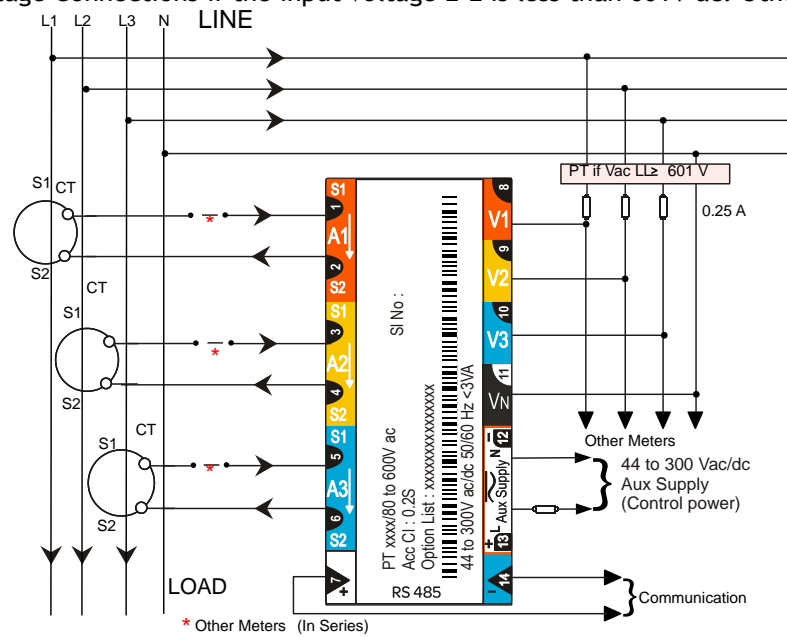 L1 L2 L3 N LINE
S1 CT
S2
CT
S1
S2
CT
S1
S2
LOAD
* Other Meters (In Series)
*
*
*
S1
1
A1
2
S2
S1
3
A2
4
S2
S1
5
A3
6
S2
7
+
SI No :
PT xxxx/80 to 600V ac
Acc Cl : 0.2S
Option List : xxxxxxxxxxxxxxxxx
44 to 300V ac/dc 50/60 Hz <3VA
RS 485
8
V1
9
V2
10
V3
11
VN
12
-
N
Aux Supply
L
+
13
14
-
PT if Vac LL≥ 601 V
0.25 A
Other Meters
44 to 300 Vac/dc
Aux Supply
(Control power)
Communication